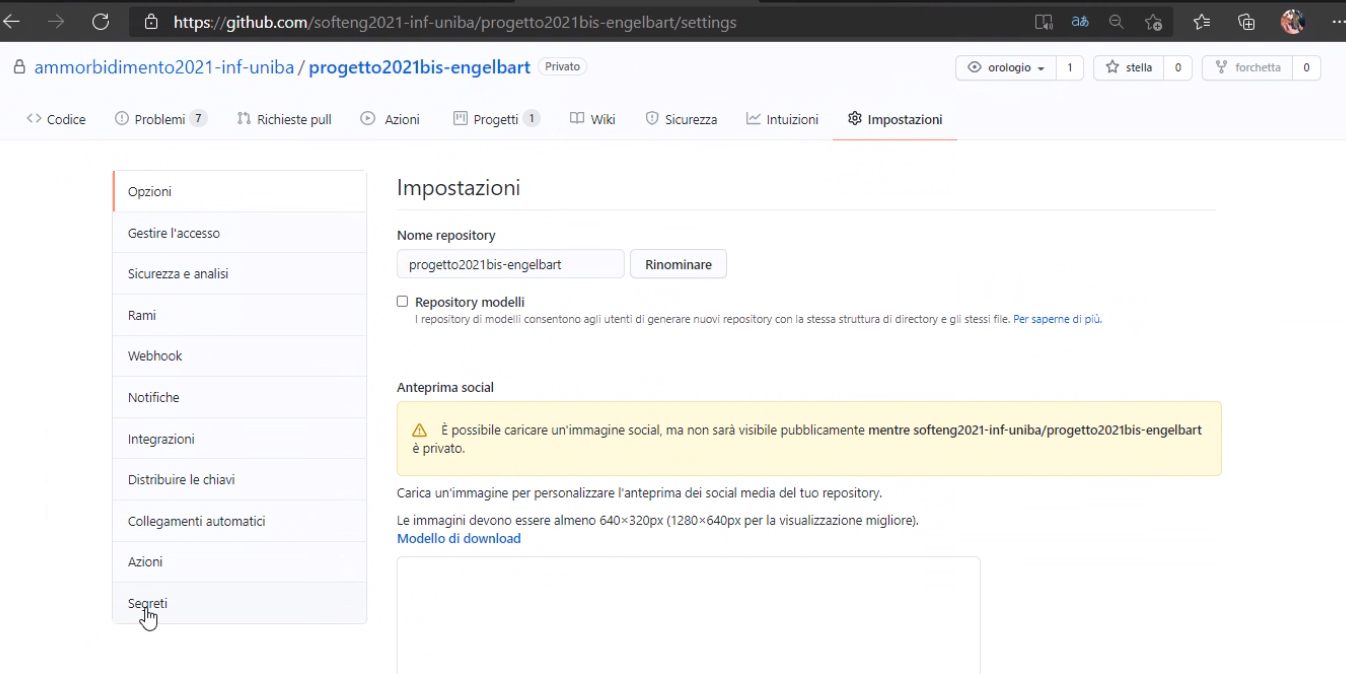 https://github.com/softeng2021-inf-uniba/progetto2021bis-engelbart/settings
ammorbidimento2021-inf-uniba / progetto2021bis-engelbart Privato
orologio 1 stella 0 forchetta 0
Codice Problemi 7 Richieste pull Azioni Progetti 1 Wiki Sicurezza Intuizioni Impostazioni
Opzioni
Gestire l'accesso
Sicurezza e analisi
Rami
Webhook
Notifiche
Integrazioni
Distribuire le chiavi
Collegamenti automatici
Azioni
Segreti
Impostazioni
Nome repository
progetto2021bis-engelbart Rinominare
Repository modelli
I repository di modelli consentono agli utenti di generare nuovi repository con la stessa struttura di directory e gli stessi file. Per saperne di più.
Anteprima social
È possibile caricare un'immagine social, ma non sarà visibile pubblicamente mentre softeng2021-inf-uniba/progetto2021bis-engelbart
è privato.
Carica un'immagine per personalizzare l'anteprima dei social media del tuo repository.
Le immagini devono essere almeno 640×320px (1280×640px per la visualizzazione migliore).
Modello di download